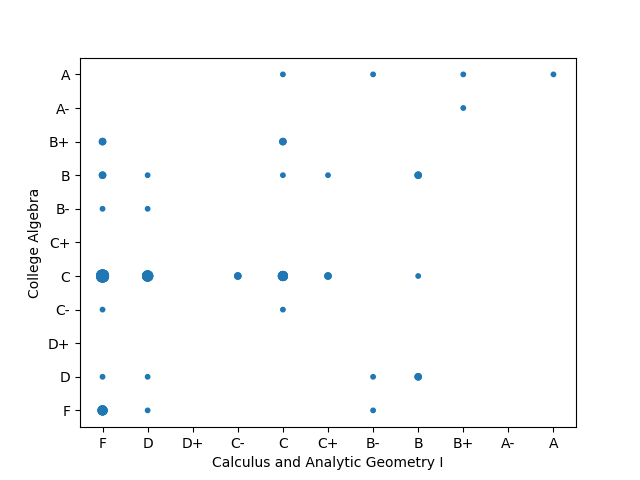 A
A-
B+
B
B-
C+
C
C-
D+
D
F
College Algebra
F D D+ C- C C+ B- B B+ A- A
Calculus and Analytic Geometry I